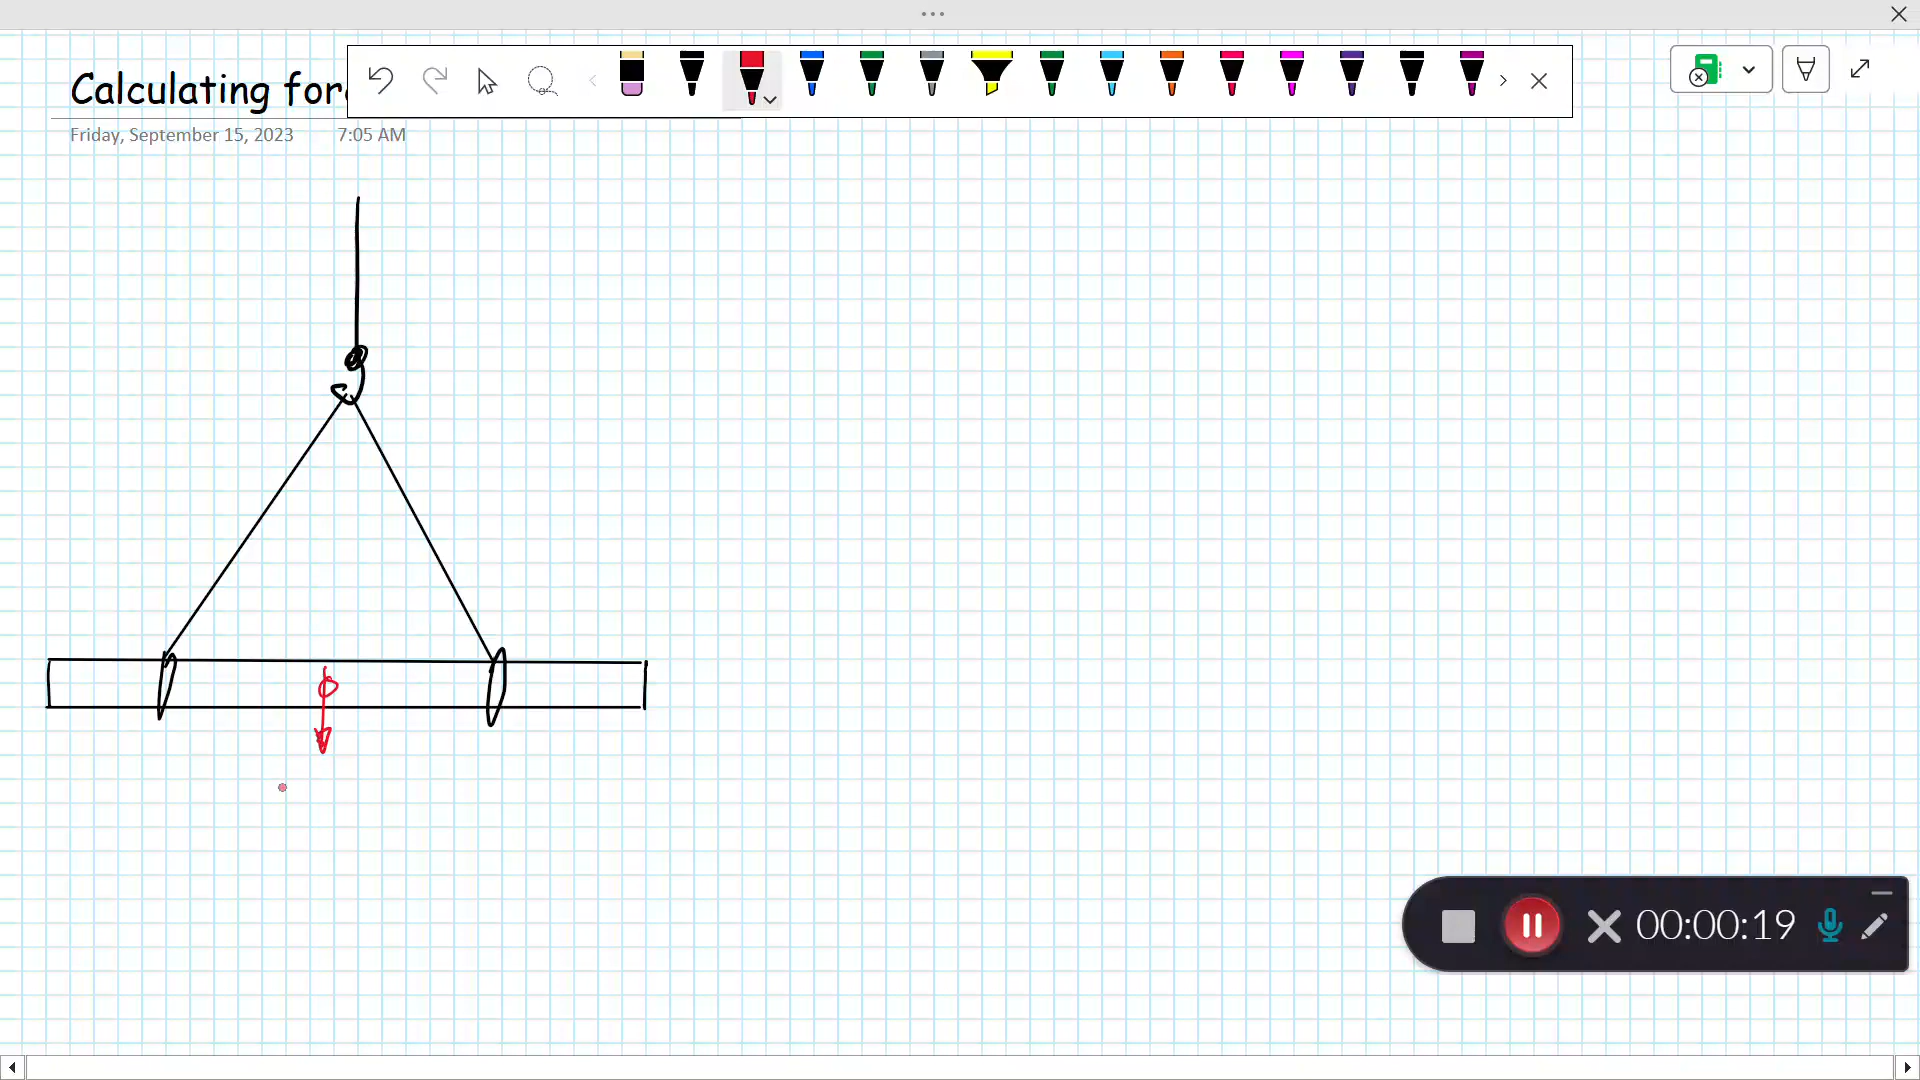 Calculating for
Friday, September 15, 2023 7:05 AM
00:00:19